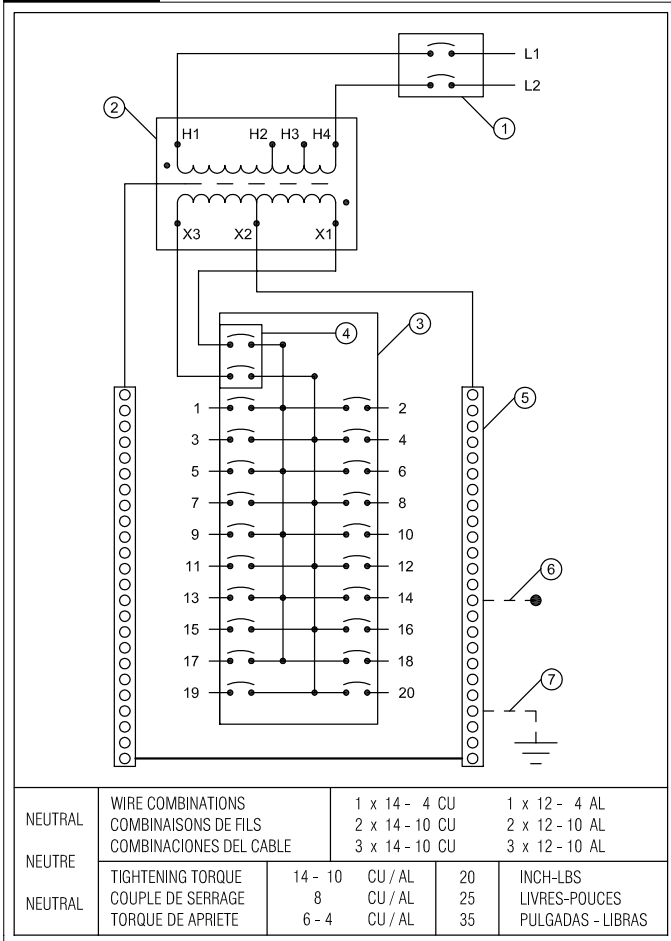 L1
L2
1
2
H1 H2 H3 H4
X3 X2 X1
4
3
5
1 2
3 4
5 6
7 8
9 10
11 12
13 14
15 16
17 18
19 20
6
7
NEUTRAL
NEUTRE
NEUTRAL
WIRE COMBINATIONS
COMBINAISONS DE FILS
COMBINACIONES DEL CABLE
1 x 14 - 4 CU 1 x 12 - 4 AL
2 x 14 - 10 CU 2 x 12 - 10 AL
3 x 14 - 10 CU 3 x 12 - 10 AL
TIGHTENING TORQUE
COUPLE DE SERRAGE
TORQUE DE APRIETE
14 - 10 CU / AL 20 INCH-LBS
8 CU / AL 25 LIVRES-POUCES
6 - 4 CU / AL 35 PULGADAS - LIBRAS